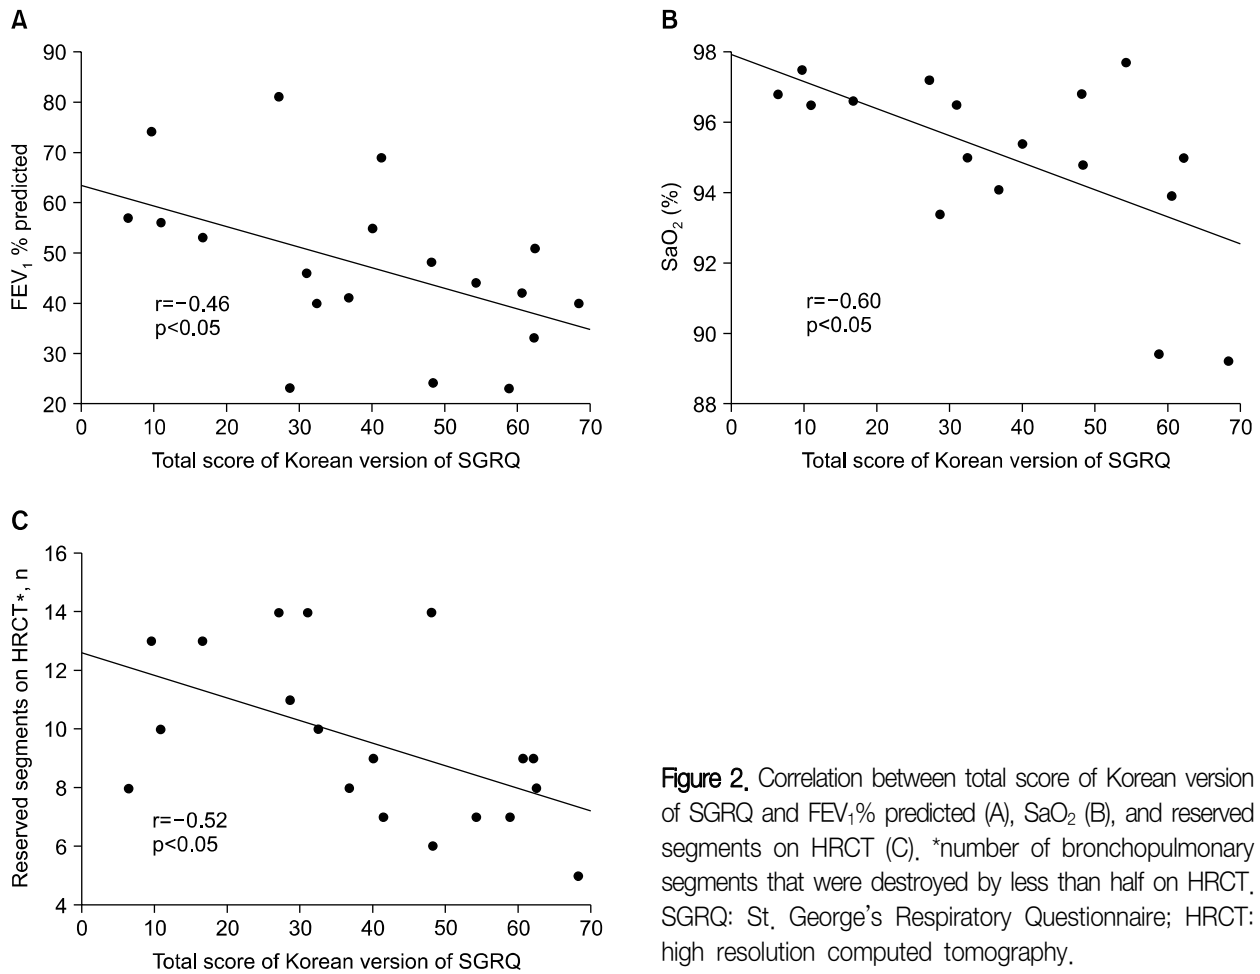 A
90
80
70
60
50
40
30
20
FEV₁ % predicted
r=−0.46
p<0.05
0 10 20 30 40 50 60 70
Total score of Korean version of SGRQ
B
98
96
94
92
90
88
SaO₂ (%)
r=−0.60
p<0.05
0 10 20 30 40 50 60 70
Total score of Korean version of SGRQ
C
16
14
12
10
8
6
4
Reserved segments on HRCT*, n
r=−0.52
p<0.05
0 10 20 30 40 50 60 70
Total score of Korean version of SGRQ
Figure 2. Correlation between total score of Korean version
of SGRQ and FEV₁% predicted (A), SaO₂ (B), and reserved
segments on HRCT (C). *number of bronchopulmonary
segments that were destroyed by less than half on HRCT.
SGRQ: St. George's Respiratory Questionnaire; HRCT:
high resolution computed tomography.